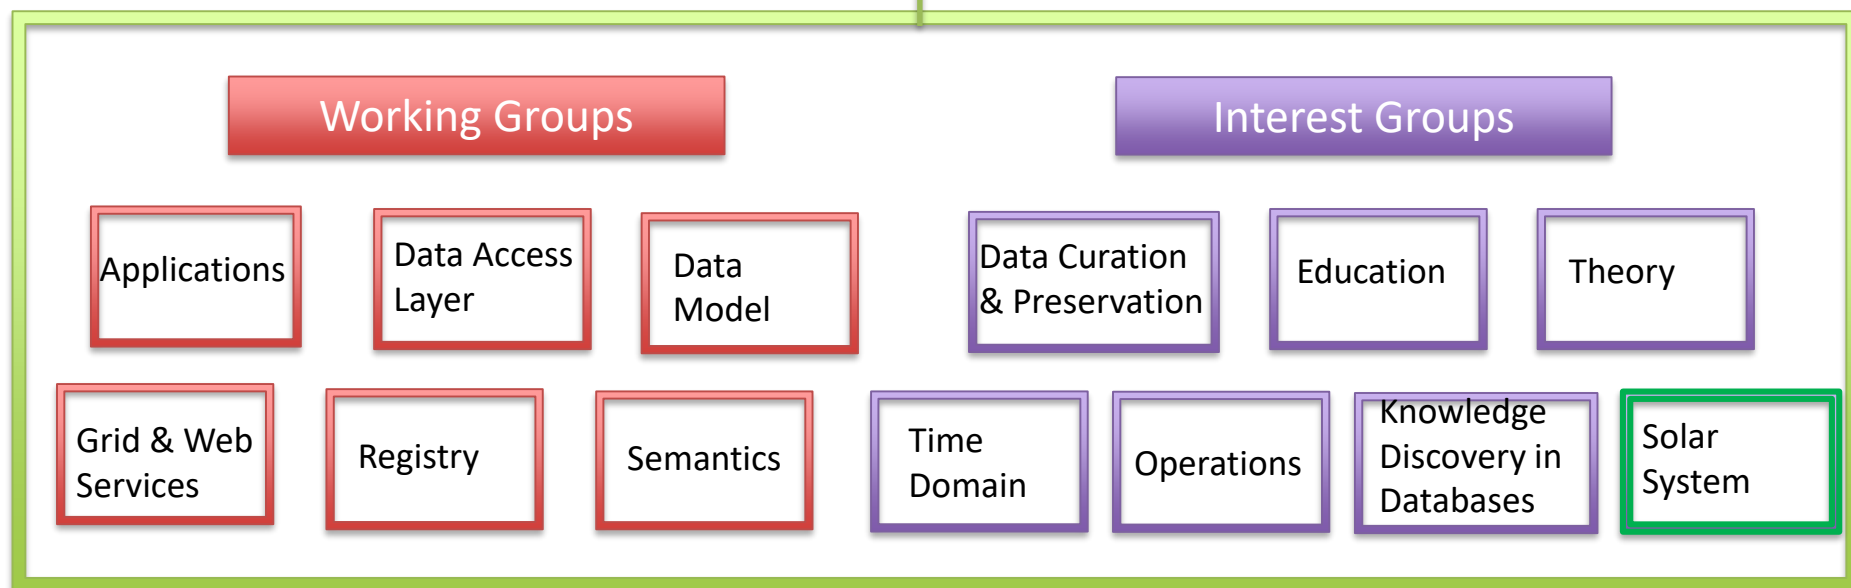 Working Groups
Interest Groups
Applications
Data Access
Layer
Data
Model
Data Curation
& Preservation
Education
Theory
Grid & Web
Services
Registry
Semantics
Time
Domain
Operations
Knowledge
Discovery in
Databases
Solar
System